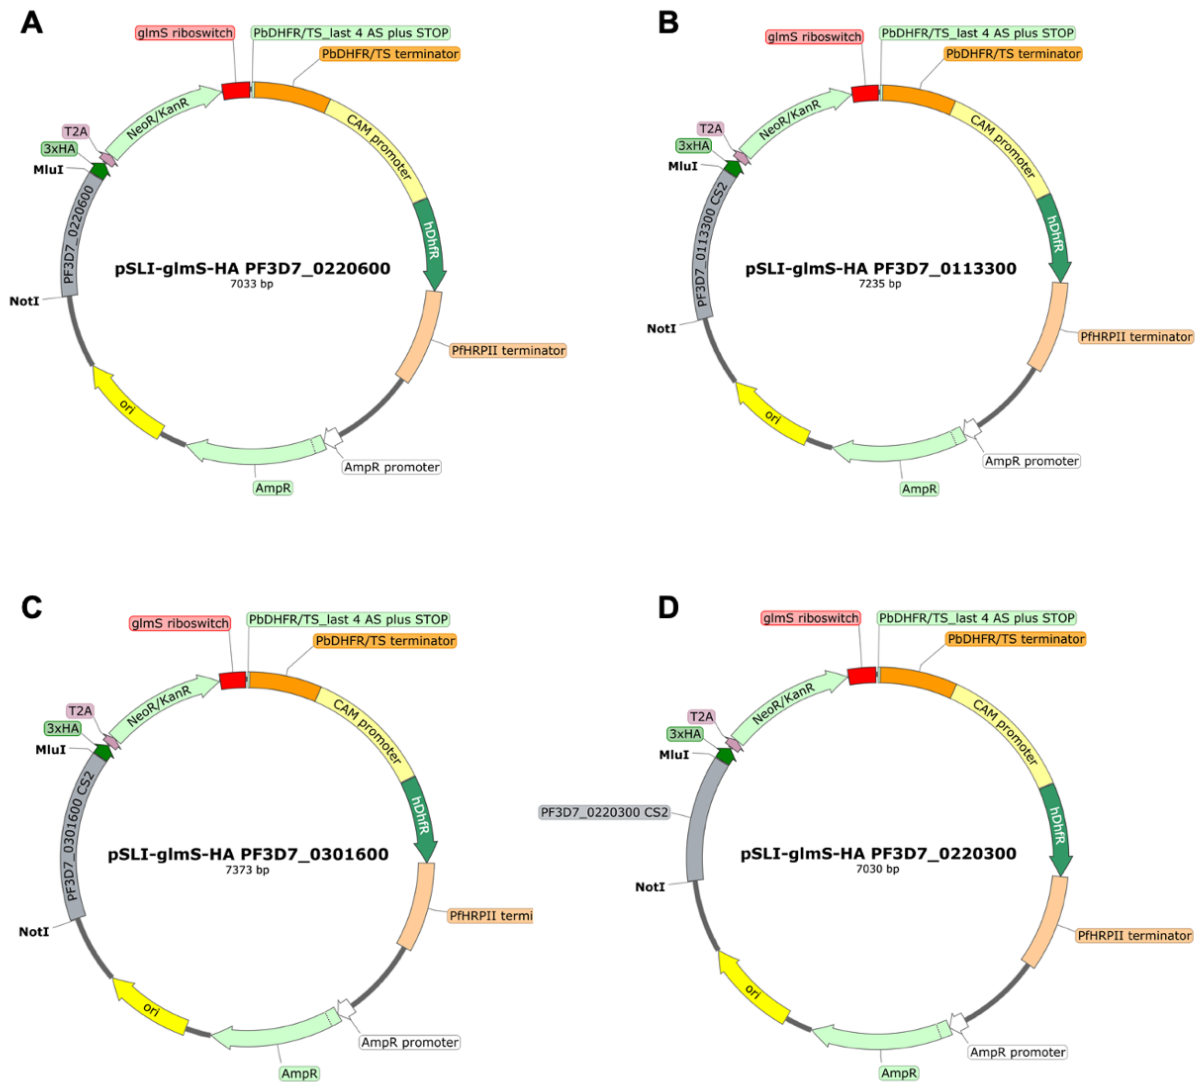 A
glmS riboswitch
PbDHFR/TS_last 4 AS plus STOP
PbDHFR/TS terminator
NeoR/KanR
CAM promoter
T2A
3xHA
MluI
PF3D7_0220600
hDhfR
pSLI-glmS-HA PF3D7_0220600
7033 bp
NotI
PfHRPII terminator
ori
AmpR promoter
AmpR
B
glmS riboswitch
PbDHFR/TS_last 4 AS plus STOP
PbDHFR/TS terminator
NeoR/KanR
CAM promoter
T2A
3xHA
MluI
PF3D7_0113300 CS2
hDhfR
pSLI-glmS-HA PF3D7_0113300
7235 bp
NotI
PfHRPII terminator
ori
AmpR promoter
AmpR
C
glmS riboswitch
PbDHFR/TS_last 4 AS plus STOP
PbDHFR/TS terminator
NeoR/KanR
CAM promoter
T2A
3xHA
MluI
PF3D7_0301600 CS2
hDhfR
pSLI-glmS-HA PF3D7_0301600
7373 bp
NotI
PfHRPII termi
ori
AmpR promoter
AmpR
D
glmS riboswitch
PbDHFR/TS_last 4 AS plus STOP
PbDHFR/TS terminator
NeoR/KanR
CAM promoter
T2A
3xHA
MluI
PF3D7_0220300 CS2
hDhfR
pSLI-glmS-HA PF3D7_0220300
7030 bp
NotI
PfHRPII terminator
ori
AmpR promoter
AmpR